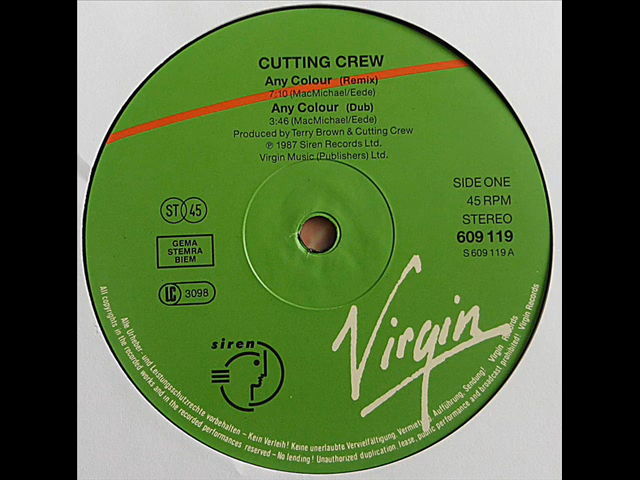 CUTTING CREW
Any Colour (Remix)
7:10 (MacMichael/Eede)
Any Colour (Dub)
3:46 (MacMichael/Eede)
Produced by Terry Brown & Cutting Crew
℗ 1987 Siren Records Ltd.
Virgin Music (Publishers) Ltd.
SIDE ONE
45 RPM
STEREO
609 119
S 609 119 A
ST 45
GEMA
STEMRA
BIEM
LC 3098
siren
Virgin
Alle Urheber- und Leistungsschutzrechte vorbehalten – Kein Verleih! Keine unerlaubte Vervielfältigung, Vermietung, Aufführung, Sendung! Virgin Records
All copyrights in the recorded works and in the recorded performances reserved – No lending! Unauthorized duplication, lease, public performance and broadcast prohibited! Virgin Records